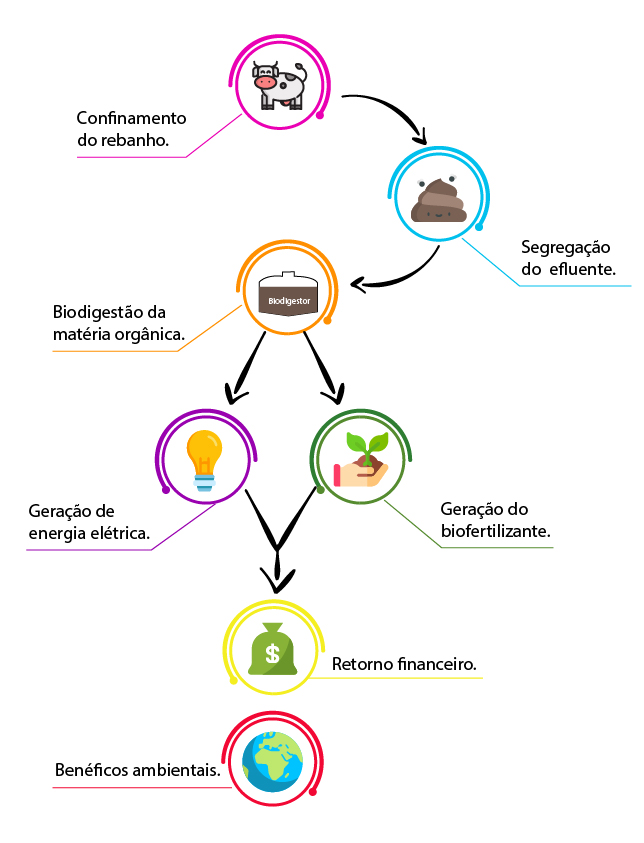 Confinamento
do rebanho.
Segregação
do efluente.
Biodigestor
Biodigestão da
matéria orgânica.
Geração de
energia elétrica.
Geração do
biofertilizante.
$
Retorno financeiro.
Benéficos ambientais.